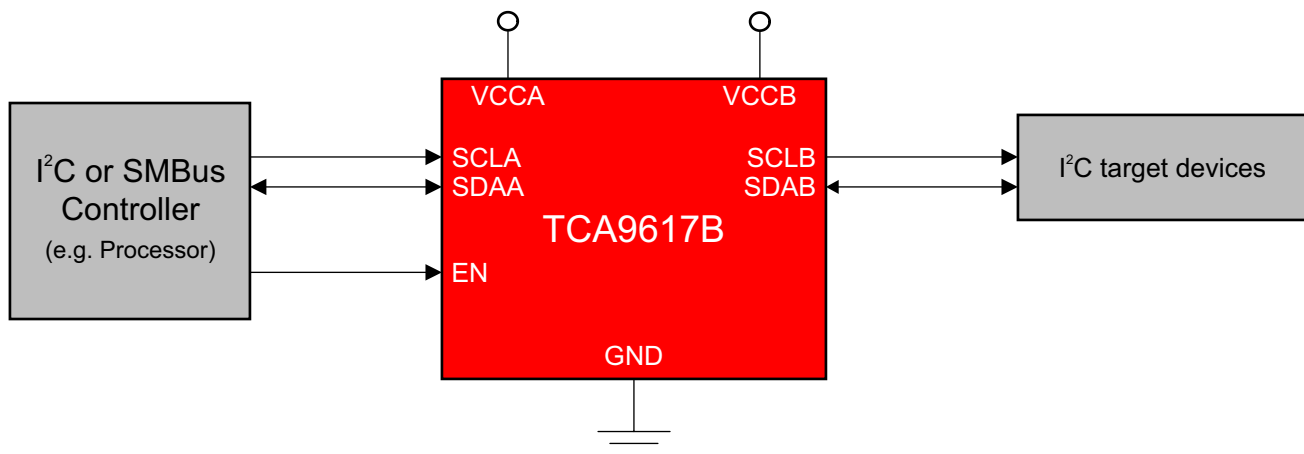 VCCA
VCCB
I²C or SMBus
Controller
(e.g. Processor)
SCLA
SDAA
EN
SCLB
SDAB
TCA9617B
GND
I²C target devices